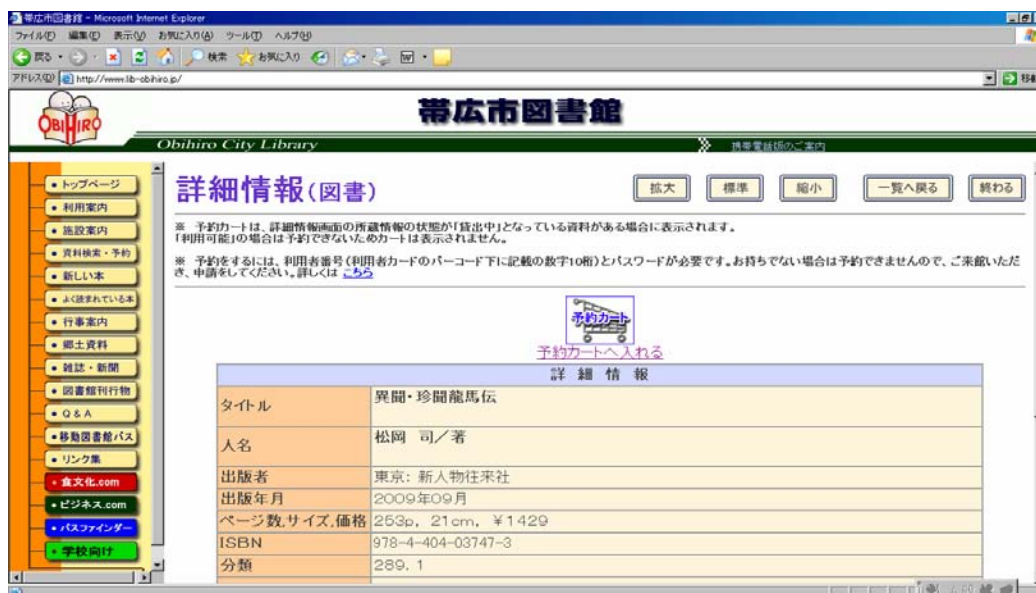 帯広市図書館 - Microsoft Internet Explorer
ファイル(F) 編集(E) 表示(V) お気に入り(A) ツール(T) ヘルプ(H)
戻る 検索 お気に入り
アドレス(D) http://www.lib-obihiro.jp/ 移動
OBIHIRO
帯広市図書館
Obihiro City Library
携帯電話版のご案内
トップページ
利用案内
施設案内
資料検索・予約
新しい本
よく読まれている本
行事案内
郷土資料
雑誌・新聞
図書館刊行物
Q&A
移動図書館バス
リンク集
食文化.com
ビジネス.com
パスファインダー
学校向け
詳細情報(図書)
拡大 標準 縮小 一覧へ戻る 終わる
※ 予約カートは、詳細情報画面の所蔵情報の状態が「貸出中」となっている資料がある場合に表示されます。
「利用可能」の場合は予約できないためカートは表示されません。
※ 予約をするには、利用者番号(利用者カードのバーコード下に記載の数字10桁)とパスワードが必要です。お持ちでない場合は予約できませんので、ご来館いただ
き、申請をしてください。詳しくは こちら
予約カート
予約カートへ入れる
詳 細 情 報
タイトル 異聞・珍聞龍馬伝
人名 松岡 司／著
出版者 東京: 新人物往来社
出版年月 2009年09月
ページ数,サイズ,価格 253p, 21cm, ¥1429
ISBN 978-4-404-03747-3
分類 289.1